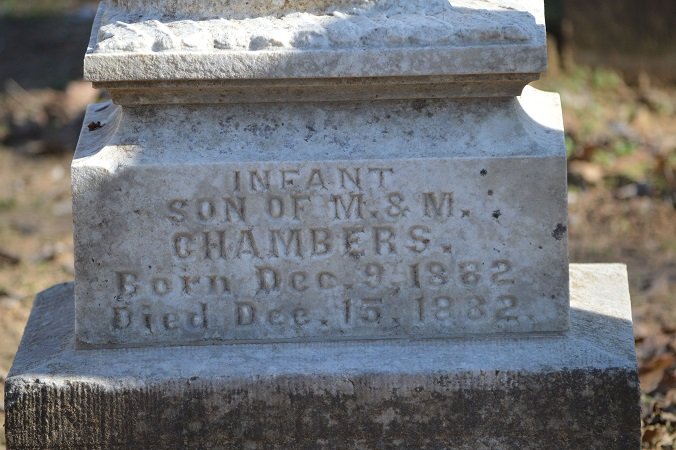 INFANT
SON OF M. & M.
CHAMBERS.
Born Dec. 9, 1882
Died Dec. 15, 1882.